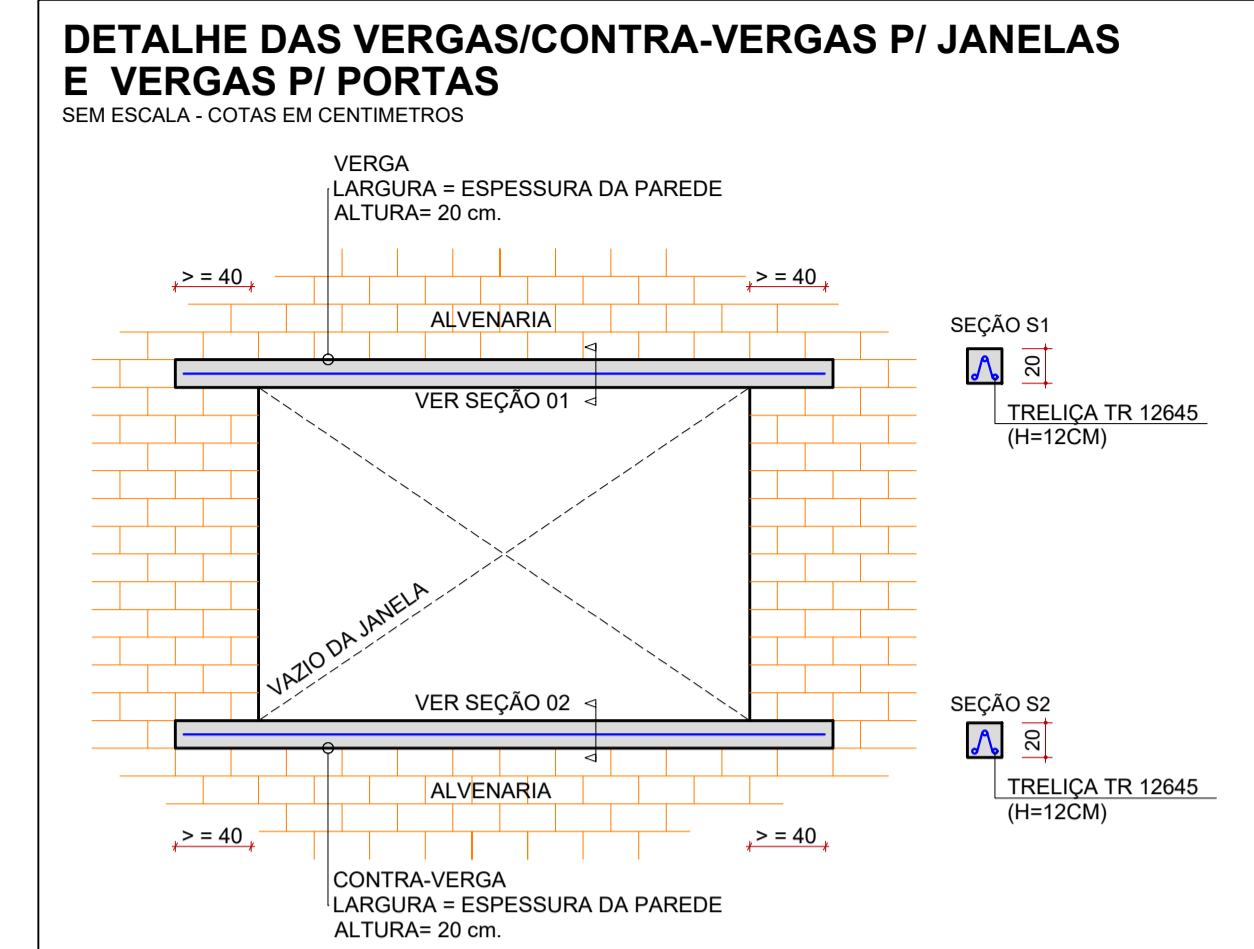 DETALHE DAS VERGAS/CONTRA-VERGAS P/ JANELAS
E VERGAS P/ PORTAS
SEM ESCALA - COTAS EM CENTIMETROS
VERGA
LARGURA = ESPESSURA DA PAREDE
ALTURA= 20 cm.
> = 40
> = 40
ALVENARIA
VER SEÇÃO 01
SEÇÃO S1
20
TRELIÇA TR 12645
(H=12CM)
VAZIO DA JANELA
VER SEÇÃO 02
SEÇÃO S2
20
TRELIÇA TR 12645
(H=12CM)
ALVENARIA
> = 40
> = 40
CONTRA-VERGA
LARGURA = ESPESSURA DA PAREDE
ALTURA= 20 cm.